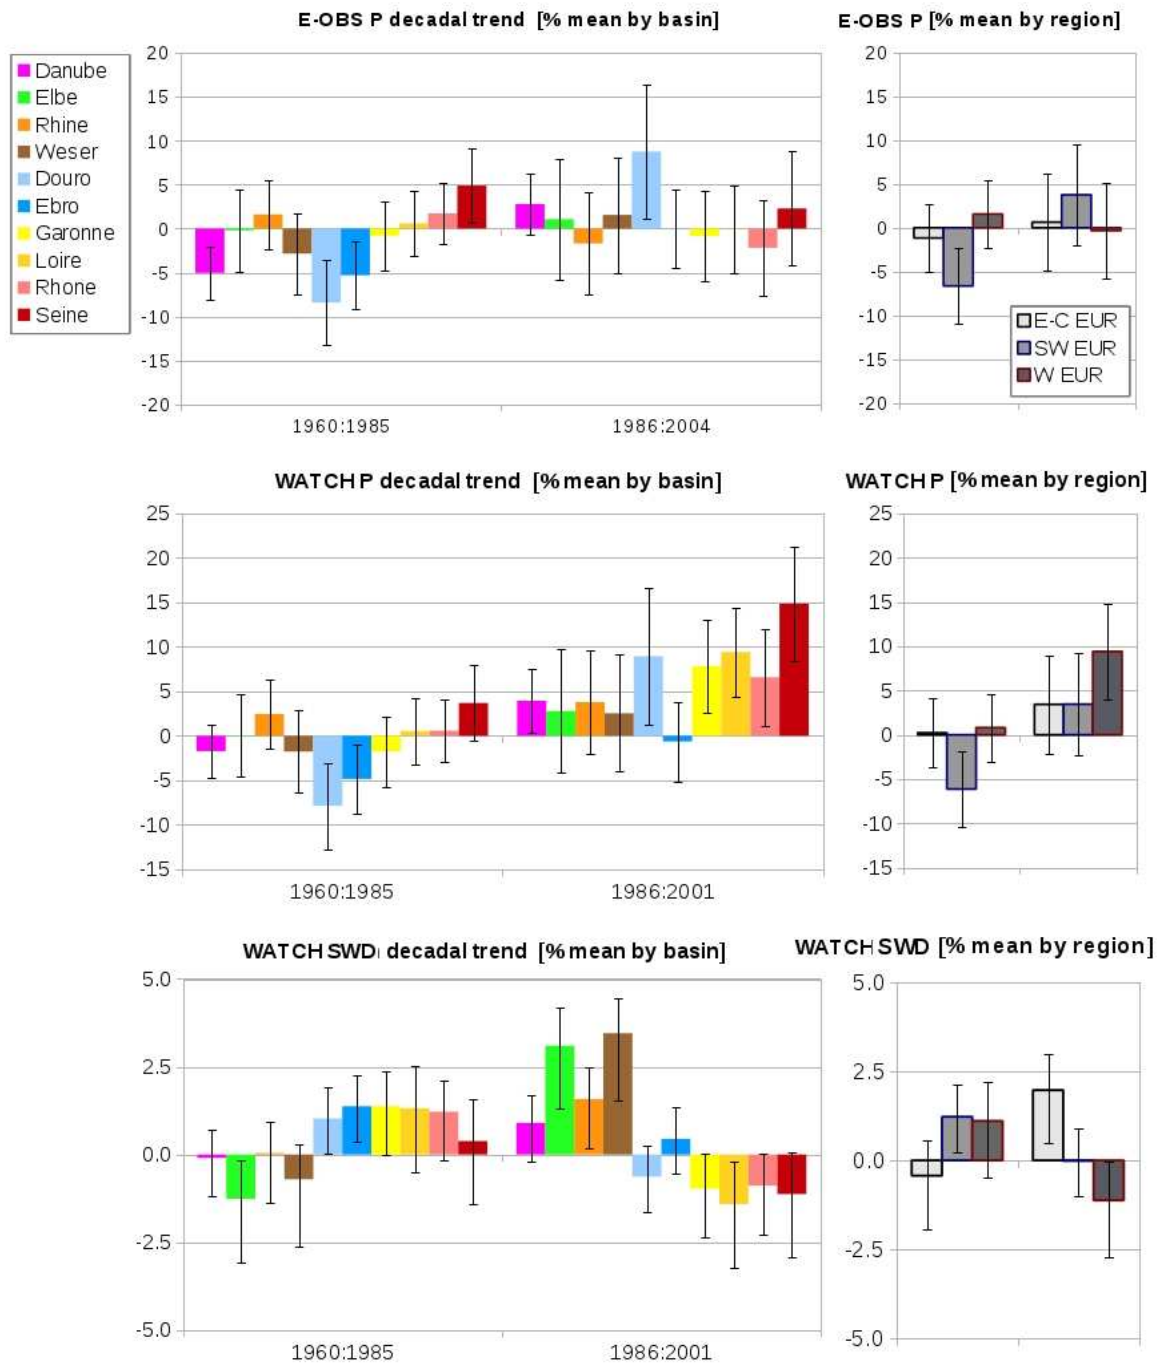 E-OBS P decadal trend [% mean by basin]
E-OBS P [% mean by region]
20
15
10
5
0
-5
-10
-15
-20
Danube
Elbe
Rhine
Weser
Douro
Ebro
Garonne
Loire
Rhone
Seine
1960:1985
1986:2004
20
15
10
5
0
-5
-10
-15
-20
E-C EUR
SW EUR
W EUR
WATCH P decadal trend [% mean by basin]
WATCH P [% mean by region]
25
20
15
10
5
0
-5
-10
-15
1960:1985
1986:2001
25
20
15
10
5
0
-5
-10
-15
WATCH SWD decadal trend [% mean by basin]
WATCH SWD [% mean by region]
5.0
2.5
0.0
-2.5
-5.0
1960:1985
1986:2001
5.0
2.5
0.0
-2.5
-5.0